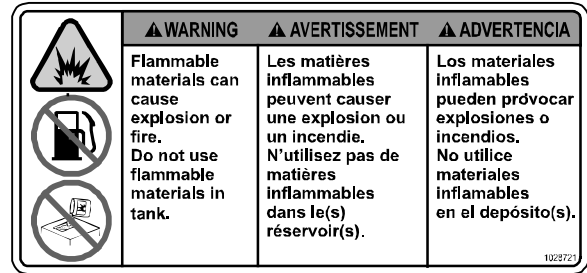 ⚠ WARNING
Flammable
materials can
cause
explosion or
fire.
Do not use
flammable
materials in
tank.
⚠ AVERTISSEMENT
Les matières
inflammables
peuvent causer
une explosion ou
un incendie.
N'utilisez pas de
matières
inflammables
dans le(s)
réservoir(s).
⚠ ADVERTENCIA
Los materiales
inflamables
pueden provocar
explosiones o
incendios.
No utilice
materiales
inflamables
en el depósito(s).
1028721